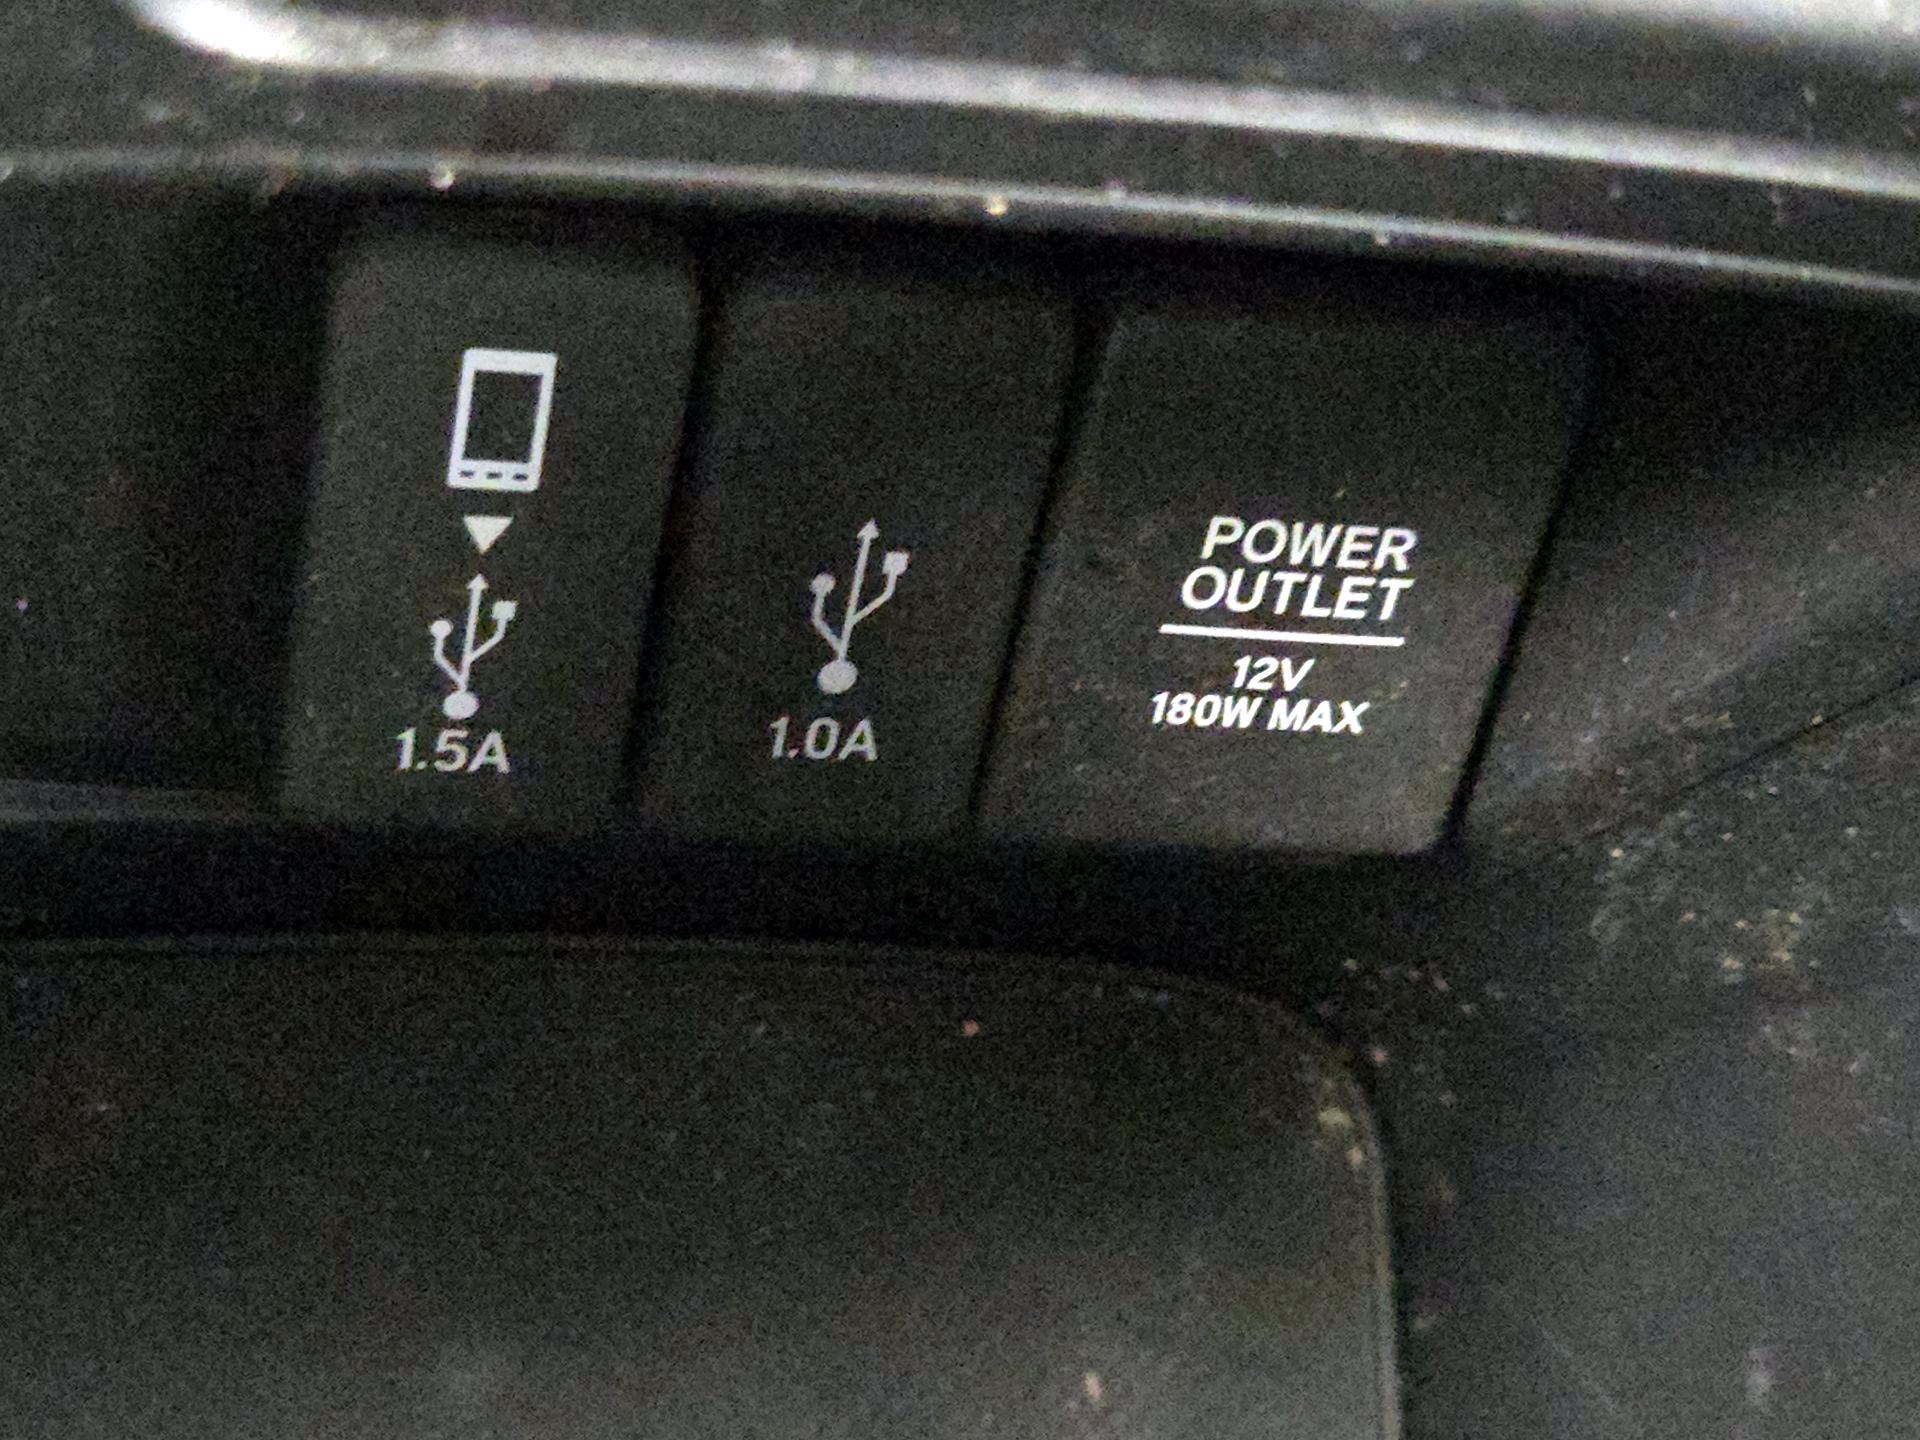 1.5A
1.0A
POWER
OUTLET
12V
180W MAX